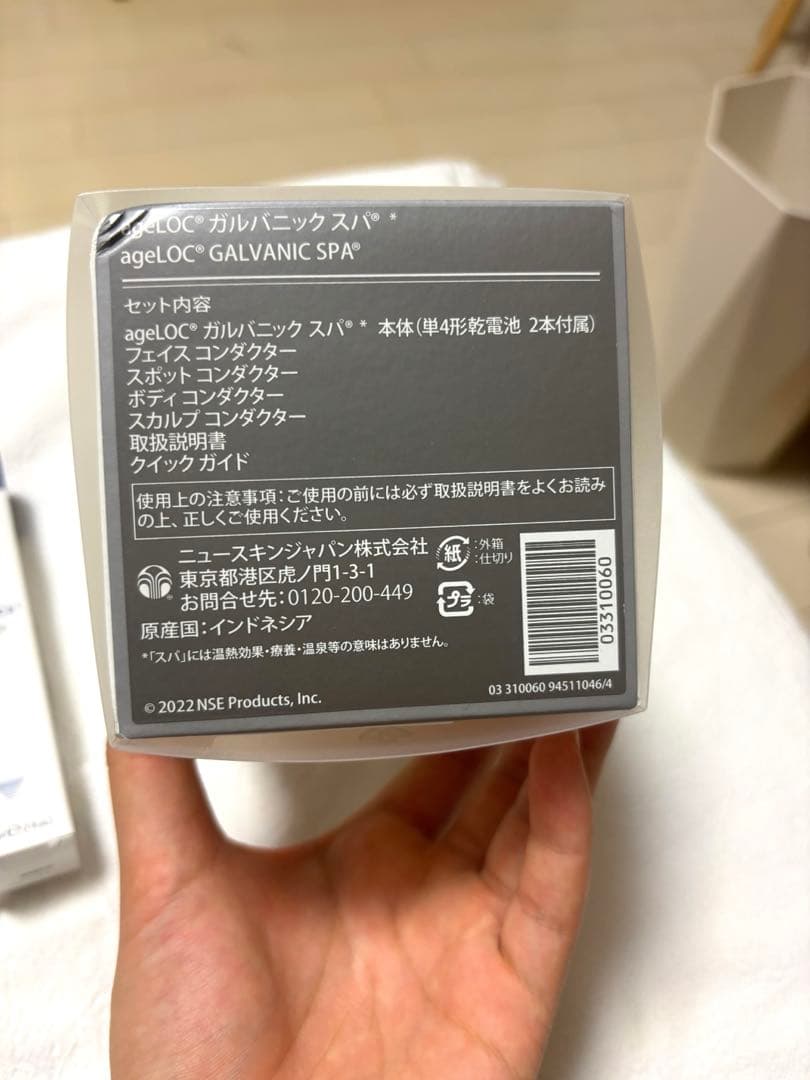 ageLOC® ガルバニック スパ® *
ageLOC® GALVANIC SPA®
セット内容
ageLOC® ガルバニック スパ® * 本体（単4形乾電池 2本付属）
フェイス コンダクター
スポット コンダクター
ボディ コンダクター
スカルプ コンダクター
取扱説明書
クイック ガイド
使用上の注意事項：ご使用の前には必ず取扱説明書をよくお読み
の上、正しくご使用ください。
ニュースキンジャパン株式会社
東京都港区虎ノ門1-3-1
お問合せ先：0120-200-449
紙：外箱
：仕切り
プラ：袋
原産国：インドネシア
*「スパ」には温熱効果・療養・温泉等の意味はありません。
03310060
© 2022 NSE Products, Inc.
03 310060 94511046/4